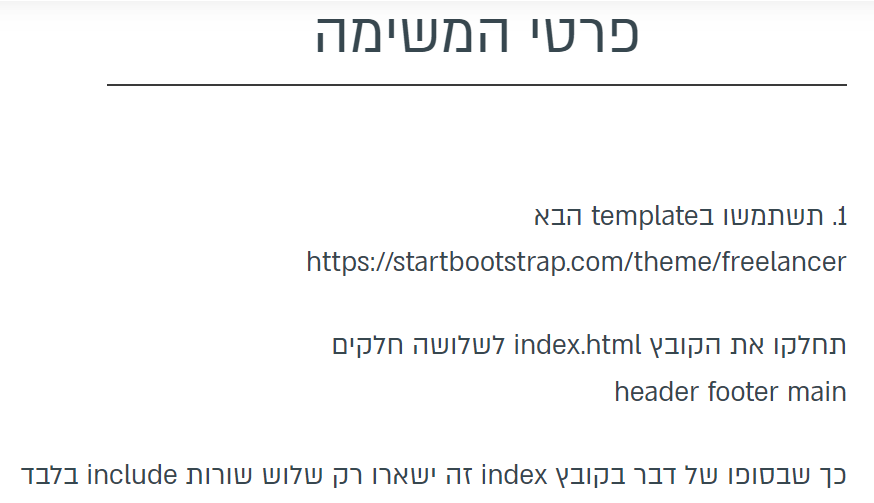 פרטי המשימה
1. תשתמשו בtemplate הבא
https://startbootstrap.com/theme/freelancer
תחלקו את הקובץ index.html לשלושה חלקים
header footer main
כך שבסופו של דבר בקובץ index זה ישארו רק שלוש שורות include בלבד